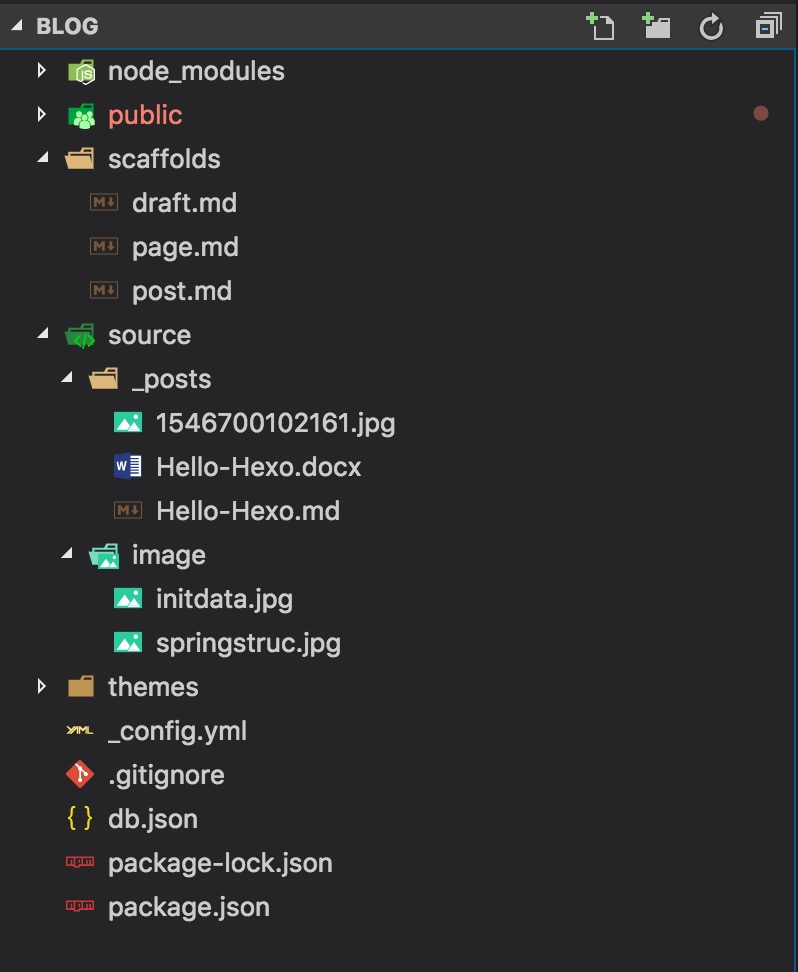 BLOG
node_modules
public
scaffolds
draft.md
page.md
post.md
source
_posts
1546700102161.jpg
Hello-Hexo.docx
Hello-Hexo.md
image
initdata.jpg
springstruc.jpg
themes
_config.yml
.gitignore
db.json
package-lock.json
package.json